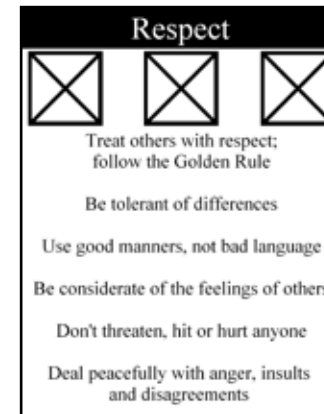 Respect
Treat others with respect;
follow the Golden Rule
Be tolerant of differences
Use good manners, not bad language
Be considerate of the feelings of others
Don't threaten, hit or hurt anyone
Deal peacefully with anger, insults
and disagreements